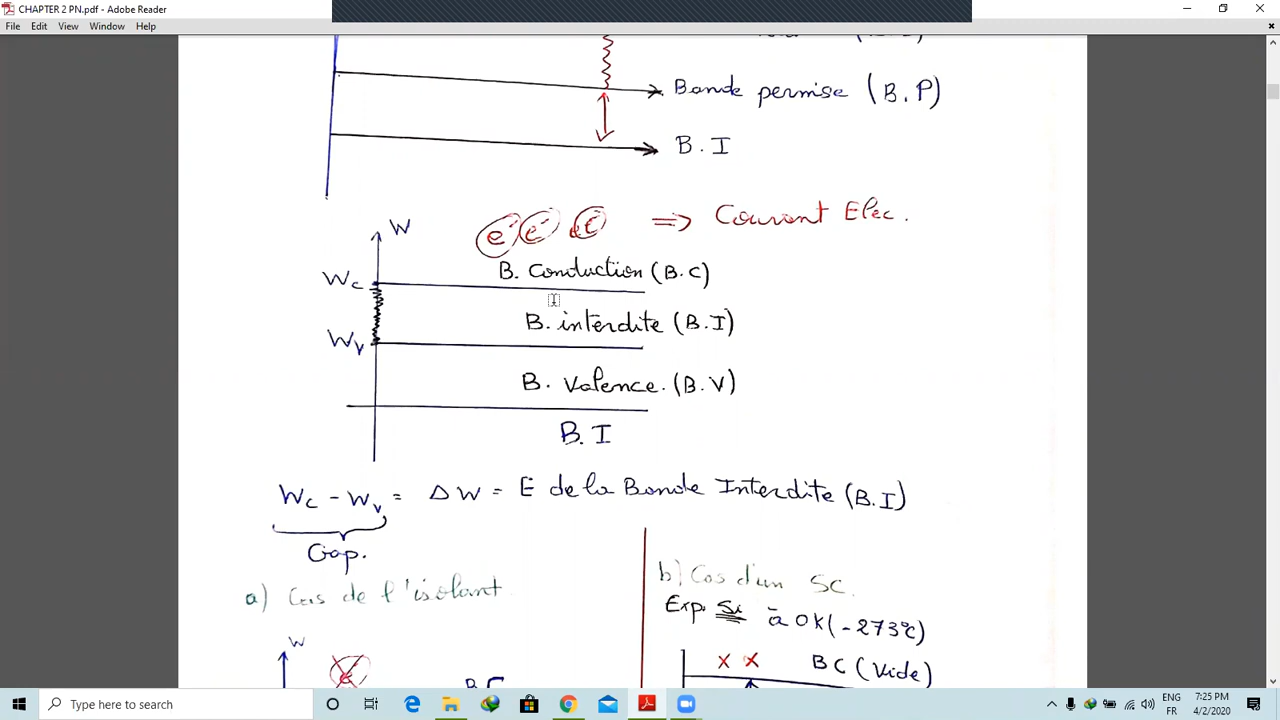 CHAPTER 2 PN.pdf - Adobe Reader
File Edit View Window Help
Bande permise (B.P)
B.I
W
e⁻ e⁻ e⁻ => Courant Elec.
B. Conduction (B.C)
Wc
B. interdite (B.I)
Wv
B. Valence. (B.V)
B.I
Wc - Wv = ΔW = E de la Bande Interdite (B.I)
Gap.
a) Cas de l'isolant
b) Cas d'un SC.
Exp. Si à 0K (-273°C)
W
e
BC
X X BC (Vide)
Type here to search
ENG
FR
7:25 PM
4/2/2020